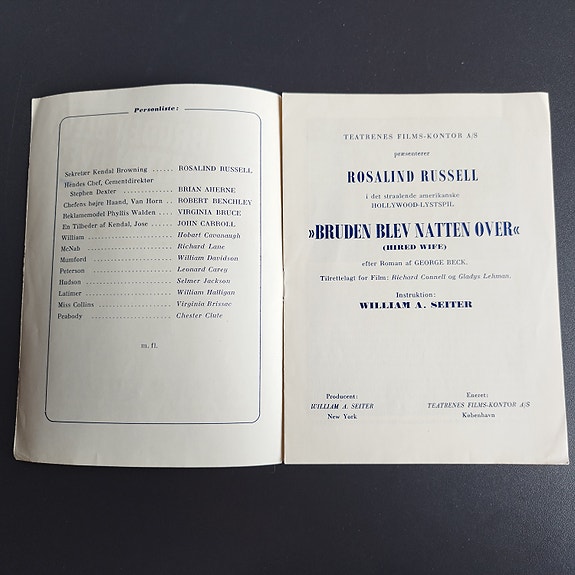 Personliste:
Sekretær Kendal Browning ...... ROSALIND RUSSELL
Hendes Chef, Cementdirektør
Stephen Dexter ............... BRIAN AHERNE
Chefens højre Haand, Van Horn .. ROBERT BENCHLEY
Reklamemodel Phyllis Walden .... VIRGINIA BRUCE
En Tilbeder af Kendal, Jose ..... JOHN CARROLL
William ........................ Hobart Cavanaugh
McNab ........................ Richard Lane
Mumford ...................... William Davidson
Peterson ...................... Leonard Carey
Hudson ....................... Selmer Jackson
Latimer ....................... William Halligan
Miss Collins .................... Virginia Brissac
Peabody ....................... Chester Clute
m. fl.
TEATRENES FILMS-KONTOR A/S
præsenterer
ROSALIND RUSSELL
i det straalende amerikanske
HOLLYWOOD-LYSTSPIL
»BRUDEN BLEV NATTEN OVER«
(HIRED WIFE)
efter Roman af GEORGE BECK.
Tilrettelagt for Film: Richard Connell og Gladys Lehman.
Instruktion:
WILLIAM A. SEITER
Producent:
WILLIAM A. SEITER
New York
Eneret:
TEATRENES FILMS-KONTOR A/S
København